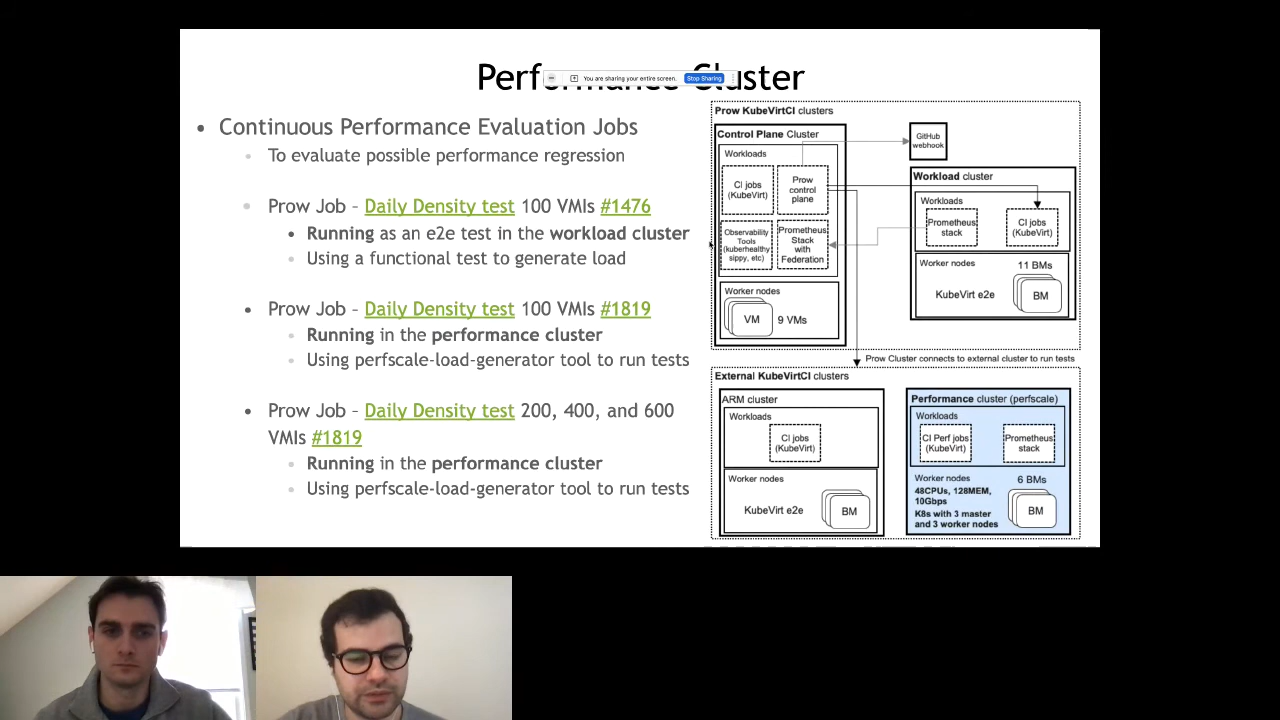 Performance Cluster
You are sharing your entire screen. Stop Sharing
Continuous Performance Evaluation Jobs
To evaluate possible performance regression
Prow Job – Daily Density test 100 VMIs #1476
Running as an e2e test in the workload cluster
Using a functional test to generate load
Prow Job – Daily Density test 100 VMIs #1819
Running in the performance cluster
Using perfscale-load-generator tool to run tests
Prow Job – Daily Density test 200, 400, and 600
VMIs #1819
Running in the performance cluster
Using perfscale-load-generator tool to run tests
Prow KubeVirtCI clusters
Control Plane Cluster
Workloads
CI jobs
(KubeVirt)
Prow
control
plane
Observability
Tools
(kuberhealthy
sippy, etc)
Prometheus
Stack
with
Federation
Worker nodes
VM
9 VMs
GitHub
webhook
Workload cluster
Workloads
Prometheus
stack
CI jobs
(KubeVirt)
Worker nodes
11 BMs
KubeVirt e2e
BM
Prow Cluster connects to external cluster to run tests
External KubeVirtCI clusters
ARM cluster
Workloads
CI jobs
(KubeVirt)
Worker nodes
KubeVirt e2e
BM
Performance cluster (perfscale)
Workloads
CI Perf jobs
(KubeVirt)
Prometheus
stack
Worker nodes
6 BMs
48CPUs, 128MEM,
10Gbps
K8s with 3 master
and 3 worker nodes
BM